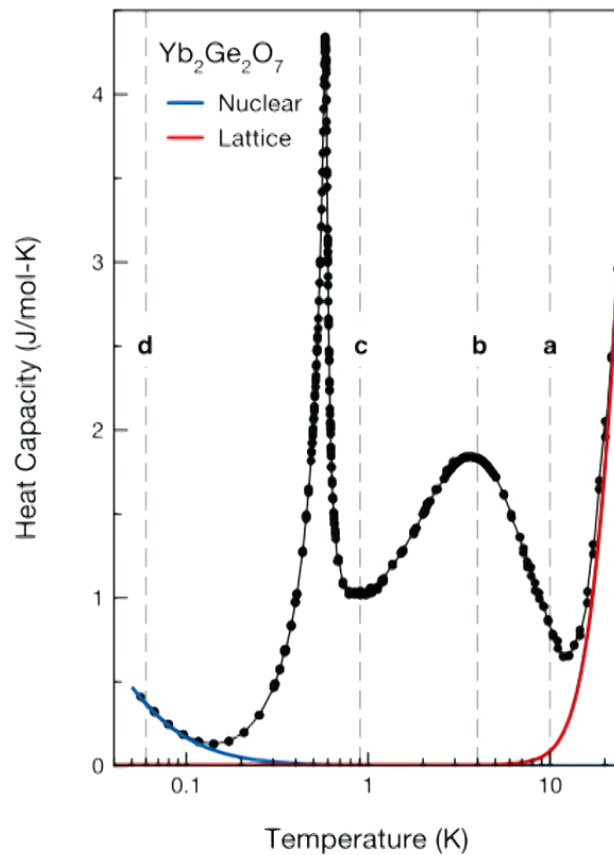 Yb₂Ge₂O₇
Nuclear
Lattice
4
3
2
1
0
d
c
b
a
0.1
1
10
Heat Capacity (J/mol-K)
Temperature (K)